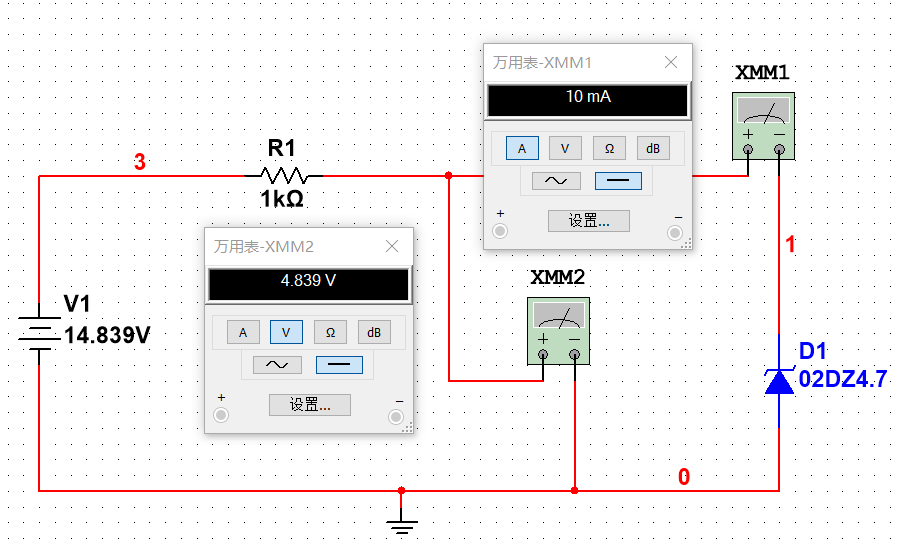 万用表-XMM1
10 mA
A V Ω dB
设置...
+ −
XMM1
+ −
3
R1
1kΩ
万用表-XMM2
4.839 V
A V Ω dB
设置...
+ −
XMM2
+ −
1
V1
14.839V
D1
02DZ4.7
0